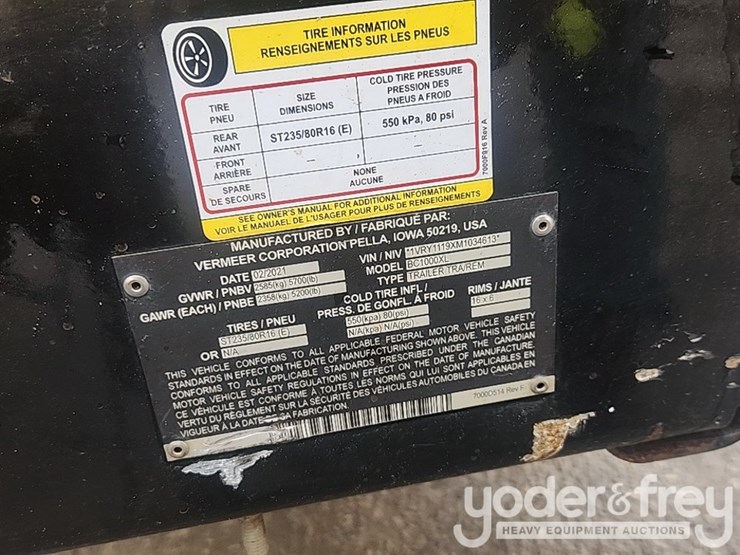 TIRE INFORMATION
RENSEIGNEMENTS SUR LES PNEUS
TIRE PNEU
SIZE DIMENSIONS
COLD TIRE PRESSURE PRESSION DES PNEUS A FROID
REAR AVANT
ST235/80R16 (E)
550 kPa, 80 psi
FRONT ARRIÈRE
–
–
SPARE DE SECOURS
NONE AUCUNE
7000P916 Rev A
SEE OWNER'S MANUAL FOR ADDITIONAL INFORMATION
VOIR LE MANUAEL DE L'USAGER POUR PLUS DE RENSEIGNEMENTS
MANUFACTURED BY / FABRIQUÉ PAR:
VERMEER CORPORATION PELLA, IOWA 50219, USA
DATE 02/2021
VIN / NIV *1VRY1119XM1034613*
GVWR / PNBV 2585(kg) 5700(lb)
MODEL BC1000XL
GAWR (EACH) / PNBE 2358(kg) 5200(lb)
TYPE TRAILER TRA/REM
TIRES / PNEU
COLD TIRE INFL / PRESS. DE GONFL. À FROID
RIMS / JANTE
ST235/80R16 (E)
550(kPa) 80(psi)
16 x 6
OR / N/A
N/A(kpa) N/A(psi)
THIS VEHICLE CONFORMS TO ALL APPLICABLE FEDERAL MOTOR VEHICLE SAFETY
STANDARDS IN EFFECT ON THE DATE OF MANUFACTURING SHOWN ABOVE. THIS VEHICLE
CONFORMS TO ALL APPLICABLE STANDARDS PRESCRIBED UNDER THE CANADIAN
MOTOR VEHICLE SAFETY REGULATIONS IN EFFECT ON THE DATE OF MANUFACTURE.
CE VÉHICULE EST CONFORME À TOUTES LES NORMES QUI LUI SONT APPLICABLES EN
VERTU DU RÈGLEMENT SUR LA SÉCURITÉ DES VÉHICULES AUTOMOBILES DU CANADA EN
VIGUEUR À LA DATE DE SA FABRICATION.
7000D514 Rev F
yoder&frey
HEAVY EQUIPMENT AUCTIONS